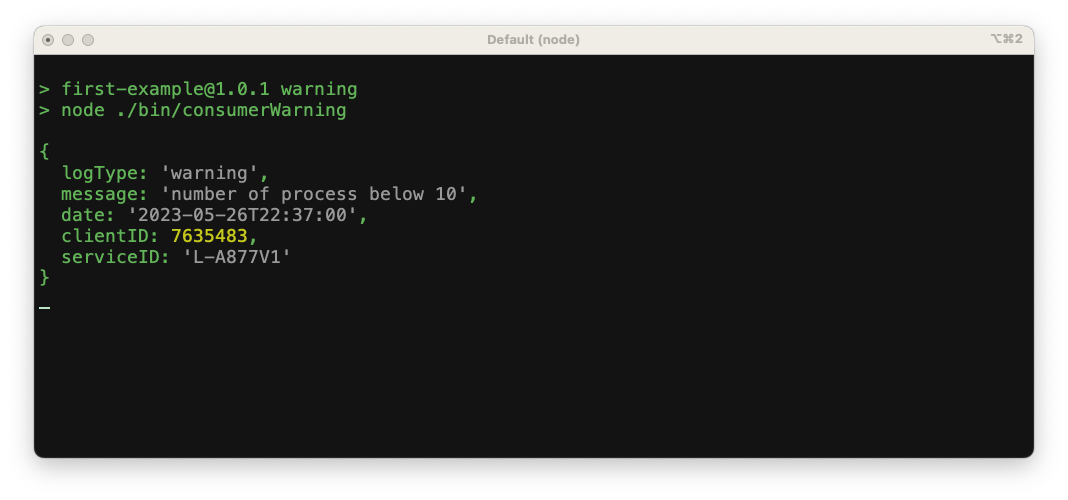 Default (node)
⌥⌘2
> first-example@1.0.1 warning
> node ./bin/consumerWarning
{
  logType: 'warning',
  message: 'number of process below 10',
  date: '2023-05-26T22:37:00',
  clientID: 7635483,
  serviceID: 'L-A877V1'
}